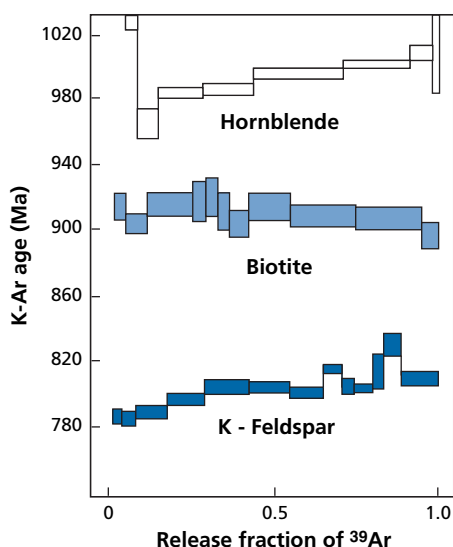 1020
980
Hornblende
940
900
Biotite
860
820
780
K - Feldspar
K-Ar age (Ma)
0
0.5
1.0
Release fraction of ³⁹Ar